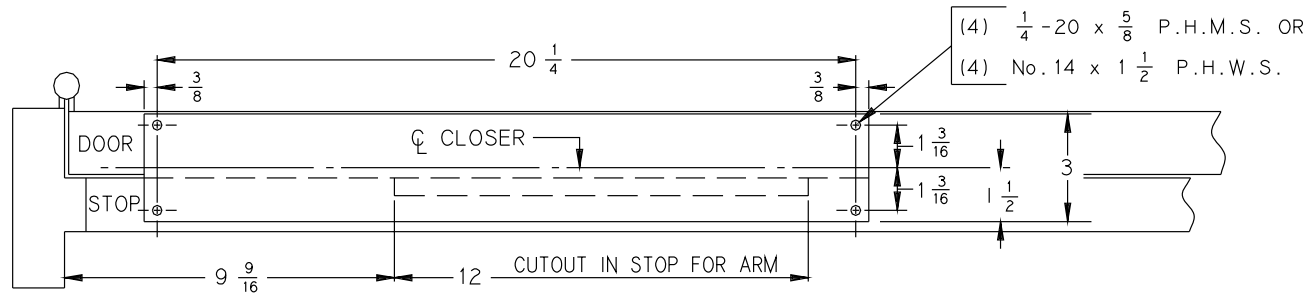 (4) 1/4-20 x 5/8 P.H.M.S. OR
(4) No.14 x 1 1/2 P.H.W.S.
20 1/4
3/8
3/8
DOOR
℄ CLOSER
1 3/16
3
STOP
1 3/16
1 1/2
9 9/16
12
CUTOUT IN STOP FOR ARM